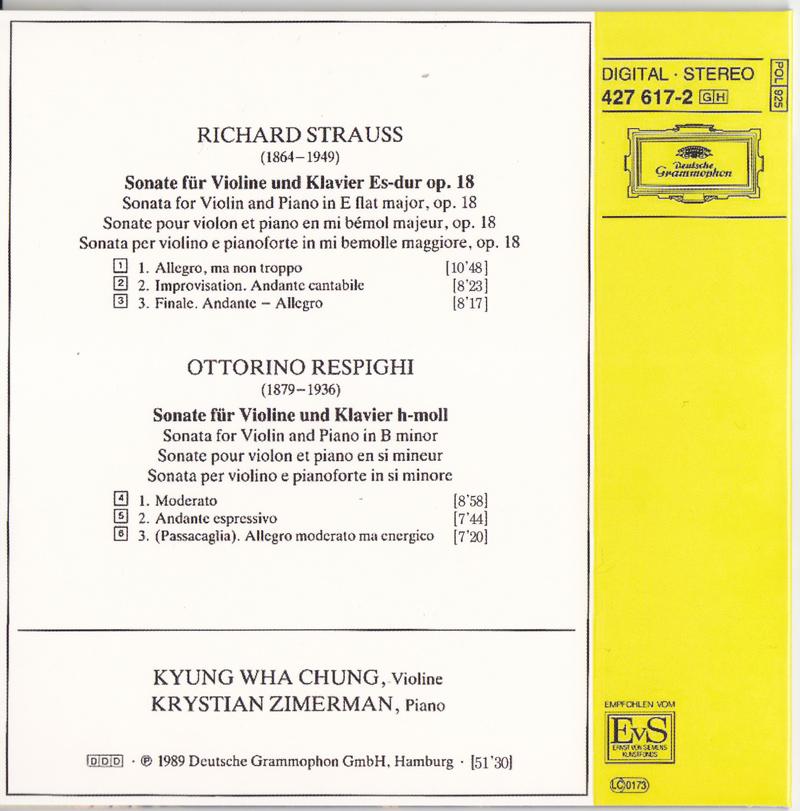 RICHARD STRAUSS
(1864–1949)
Sonate für Violine und Klavier Es-dur op. 18
Sonata for Violin and Piano in E flat major, op. 18
Sonate pour violon et piano en mi bémol majeur, op. 18
Sonata per violino e pianoforte in mi bemolle maggiore, op. 18
1 1. Allegro, ma non troppo [10'48]
2 2. Improvisation. Andante cantabile [8'23]
3 3. Finale. Andante – Allegro [8'17]
OTTORINO RESPIGHI
(1879–1936)
Sonate für Violine und Klavier h-moll
Sonata for Violin and Piano in B minor
Sonate pour violon et piano en si mineur
Sonata per violino e pianoforte in si minore
4 1. Moderato [8'58]
5 2. Andante espressivo [7'44]
6 3. (Passacaglia). Allegro moderato ma energico [7'20]
KYUNG WHA CHUNG, Violine
KRYSTIAN ZIMERMAN, Piano
DDD · ℗ 1989 Deutsche Grammophon GmbH, Hamburg · [51'30]
DIGITAL · STEREO
427 617-2 GH
POL 925
Deutsche
Grammophon
EMPFOHLEN VOM
EvS
ERNST VON SIEMENS
KUNSTFONDS
LC 0173